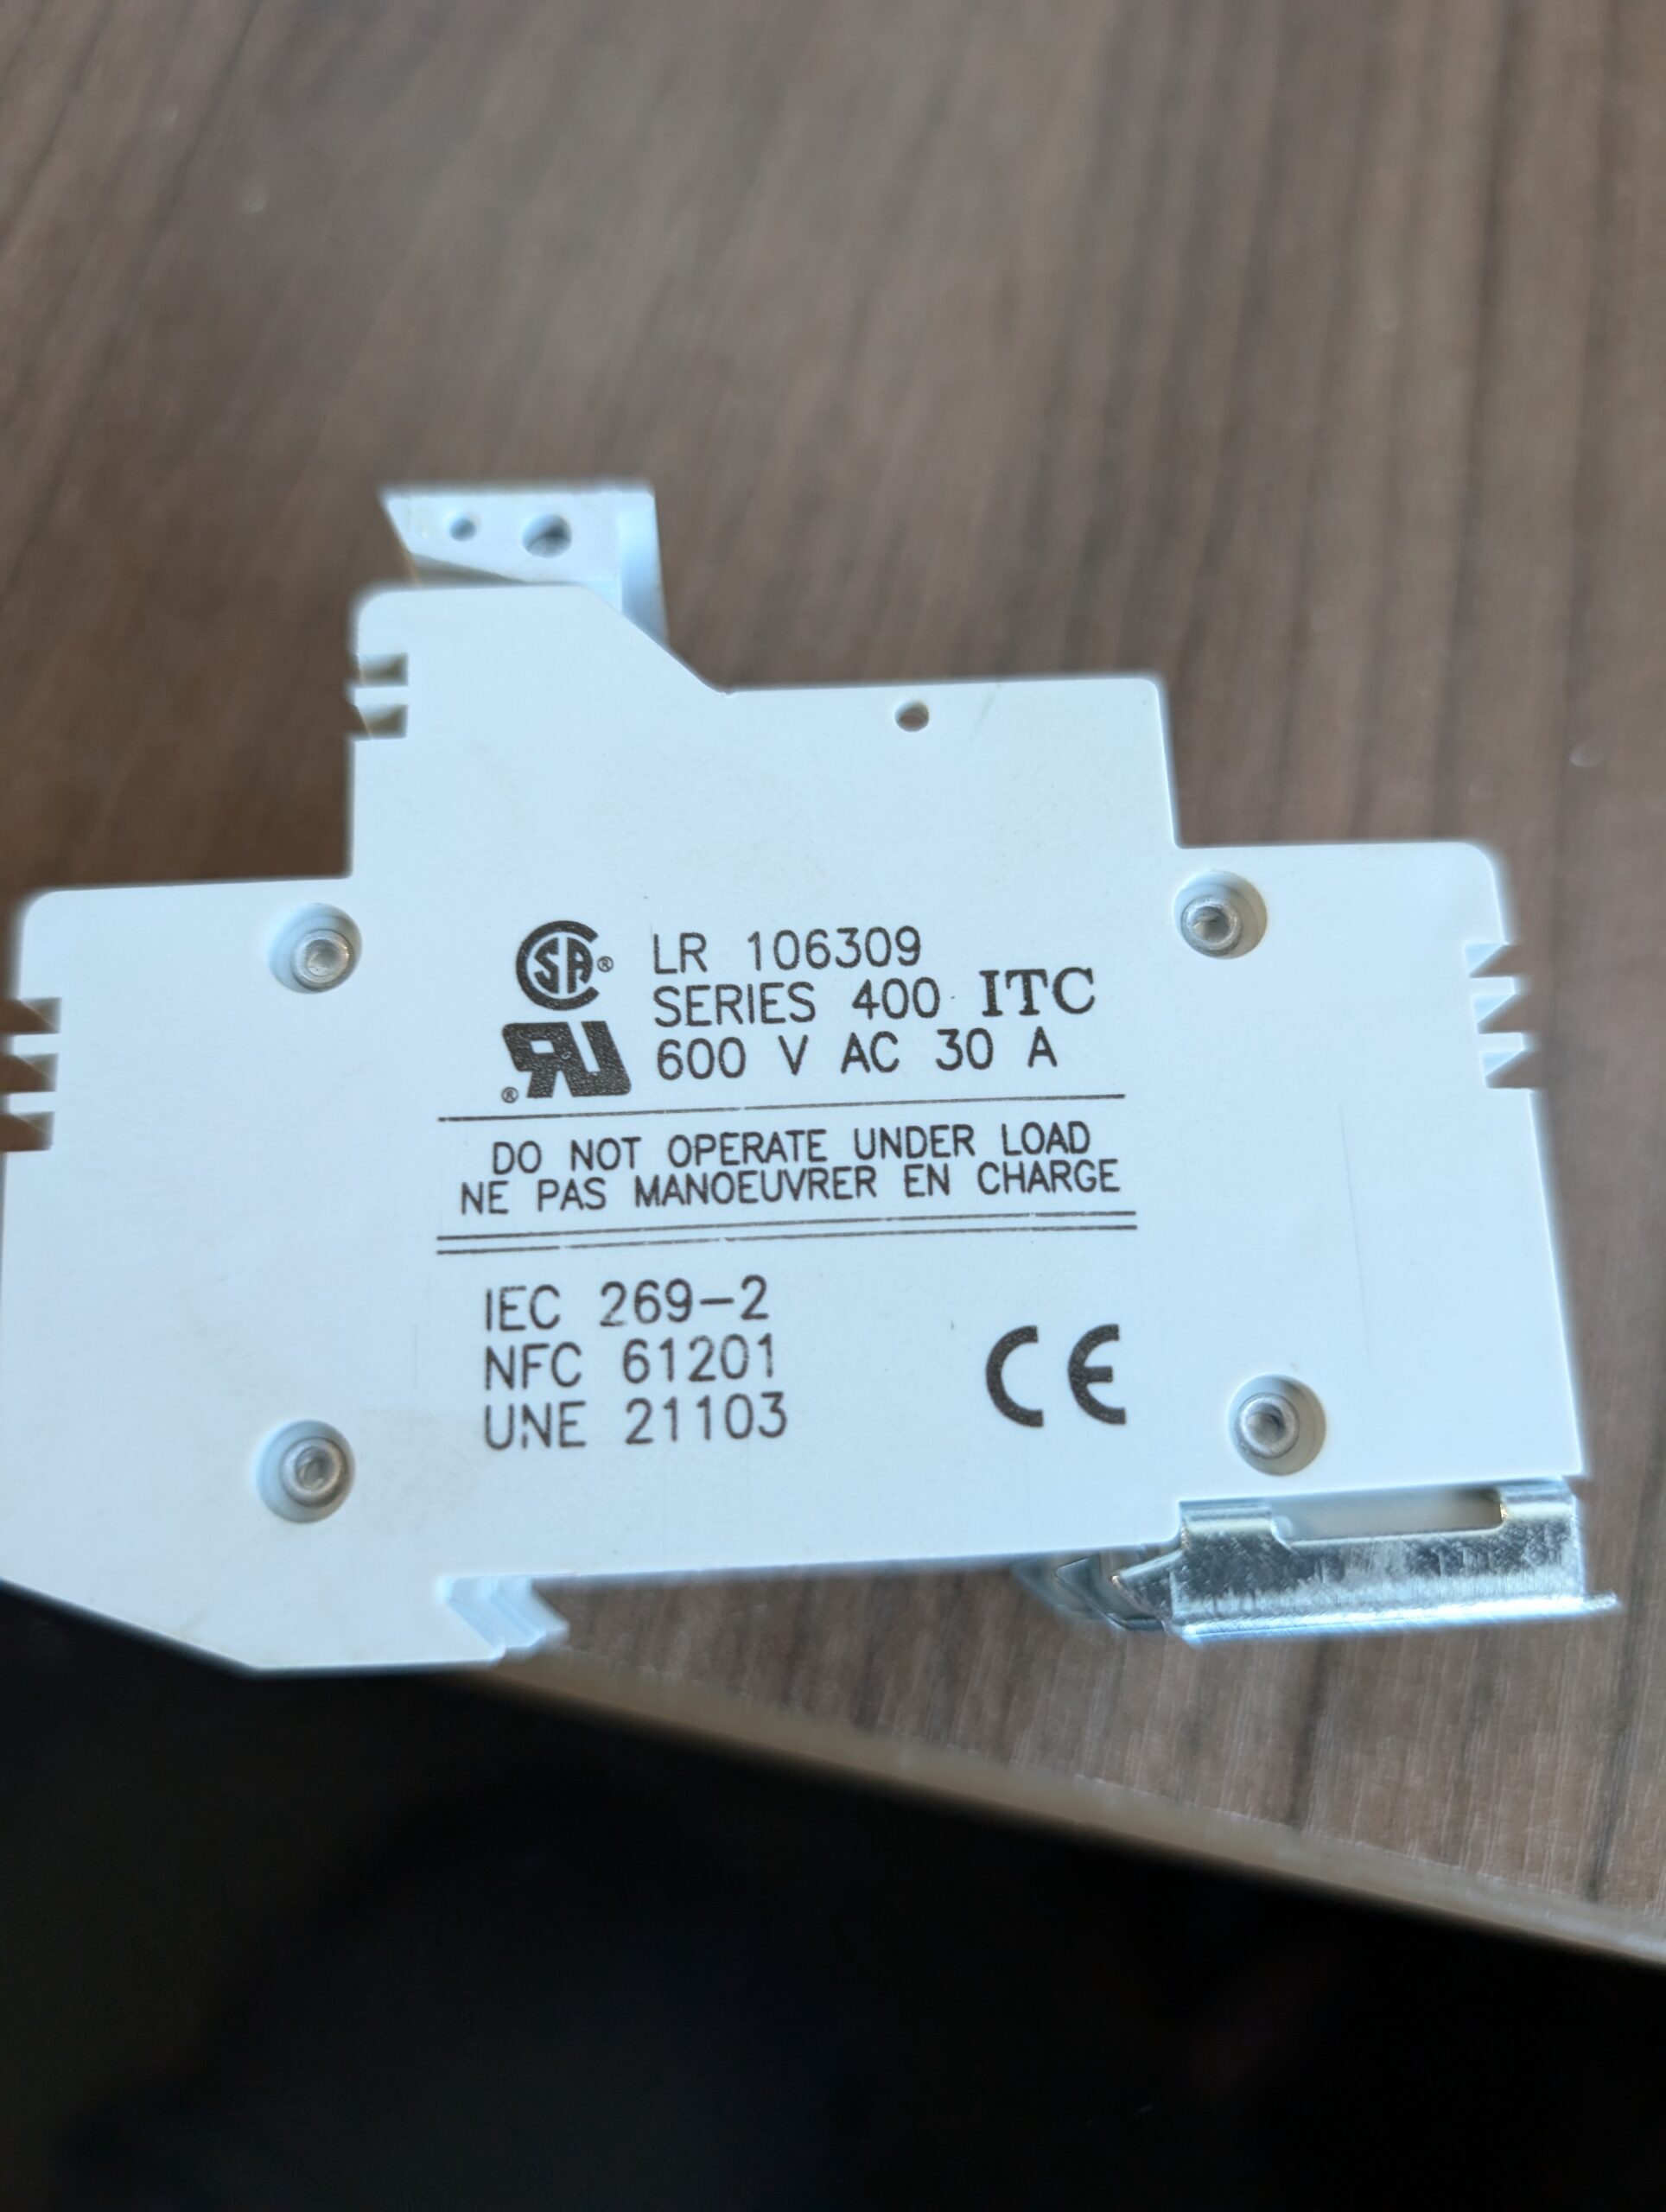 LR 106309
SERIES 400 ITC
600 V AC 30 A
DO NOT OPERATE UNDER LOAD
NE PAS MANOEUVRER EN CHARGE
IEC 269-2
NFC 61201
UNE 21103
CE